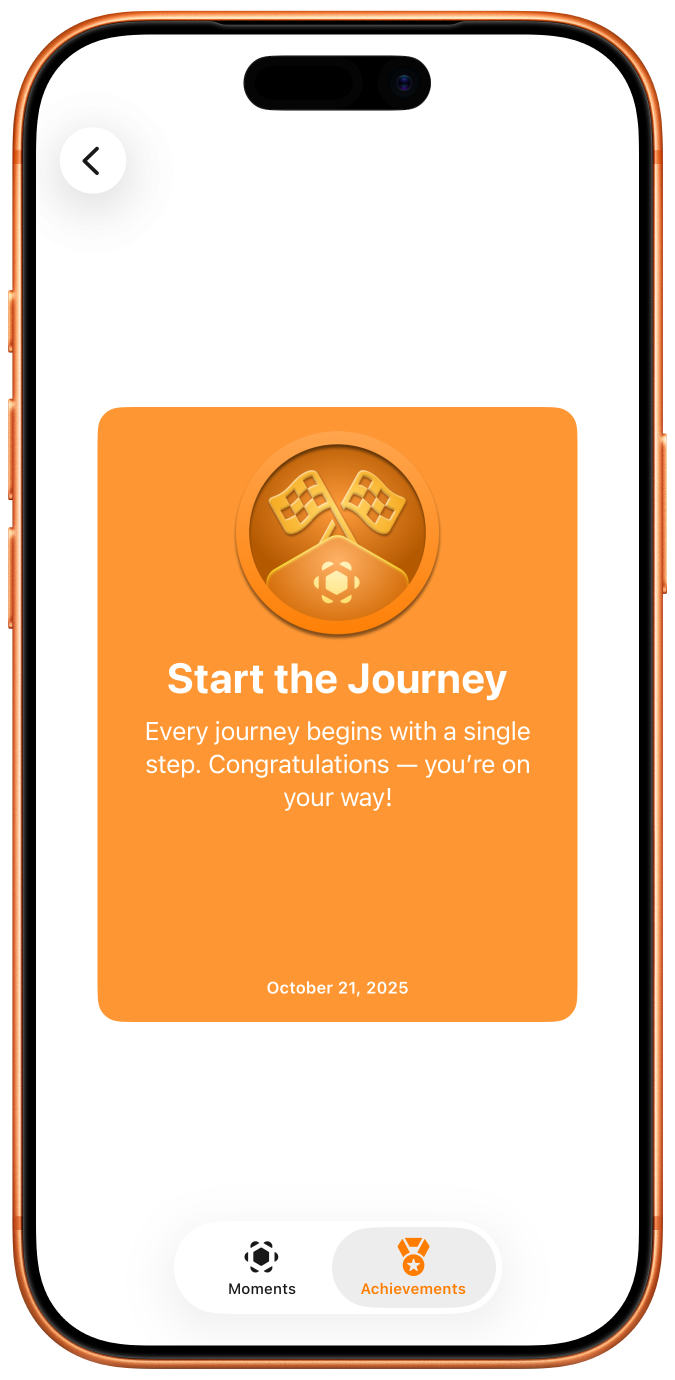 Start the Journey
Every journey begins with a single
step. Congratulations — you’re on
your way!
October 21, 2025
Moments
Achievements